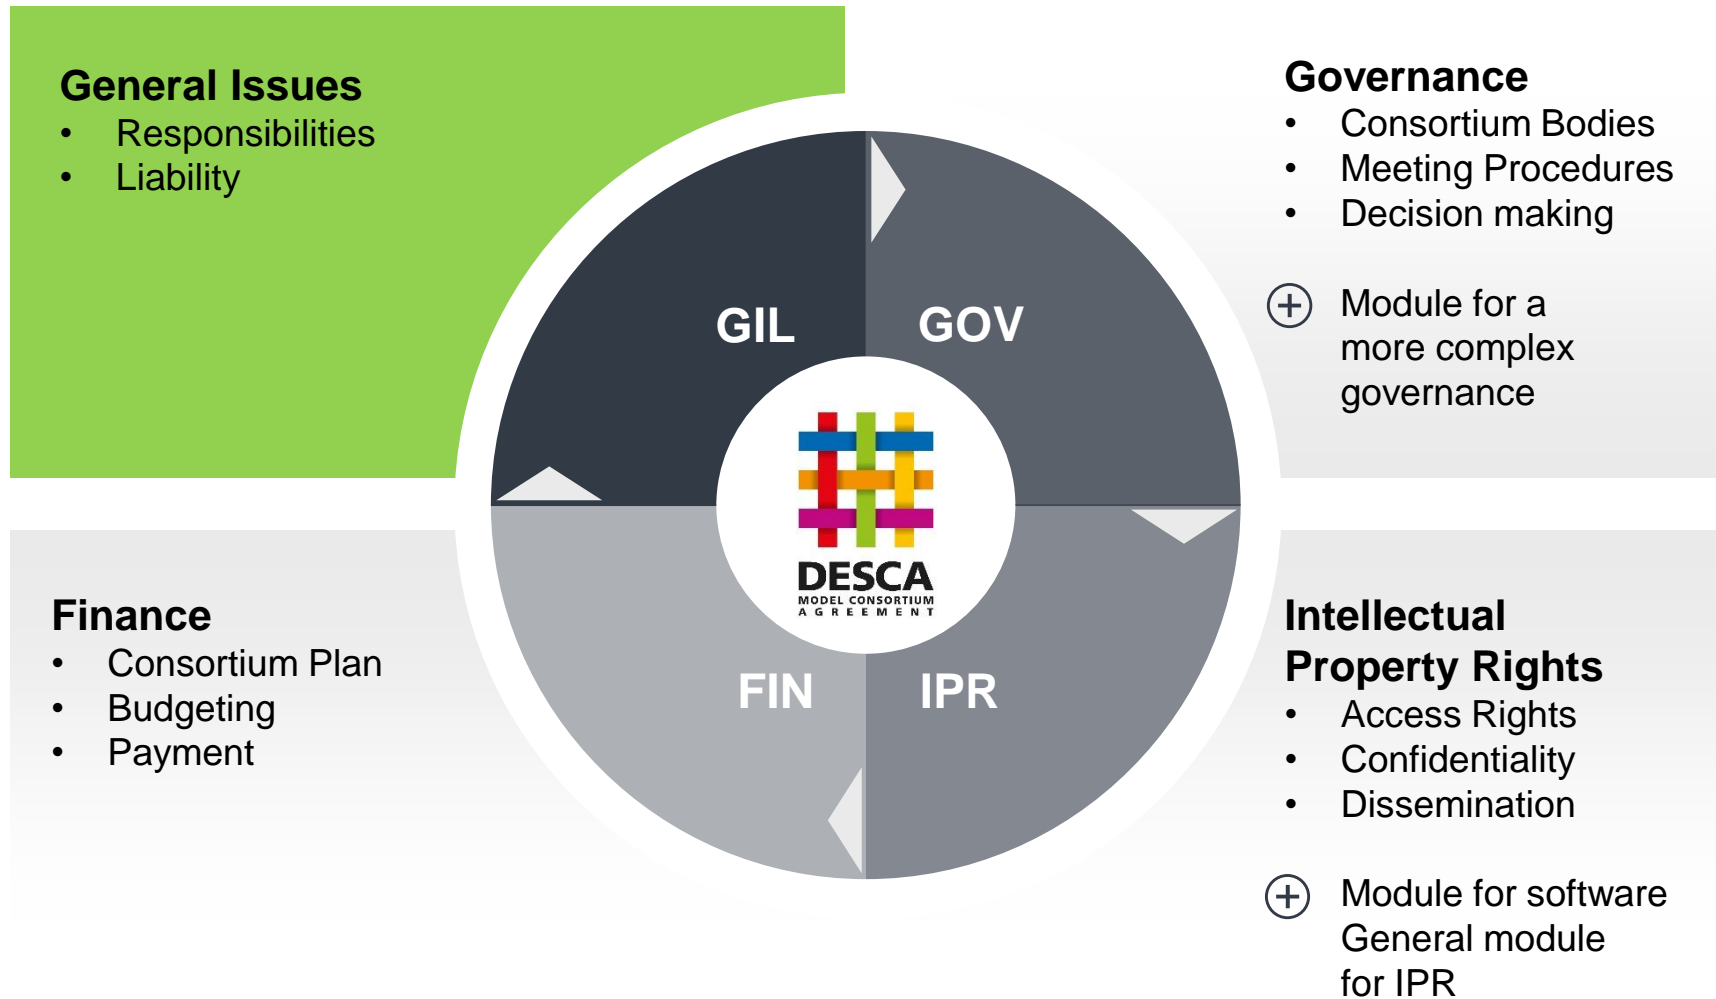 General Issues
• Responsibilities
• Liability
Governance
• Consortium Bodies
• Meeting Procedures
• Decision making
Module for a
more complex
governance
GIL
GOV
DESCA
MODEL CONSORTIUM
AGREEMENT
FIN
IPR
Finance
• Consortium Plan
• Budgeting
• Payment
Intellectual
Property Rights
• Access Rights
• Confidentiality
• Dissemination
Module for software
General module
for IPR